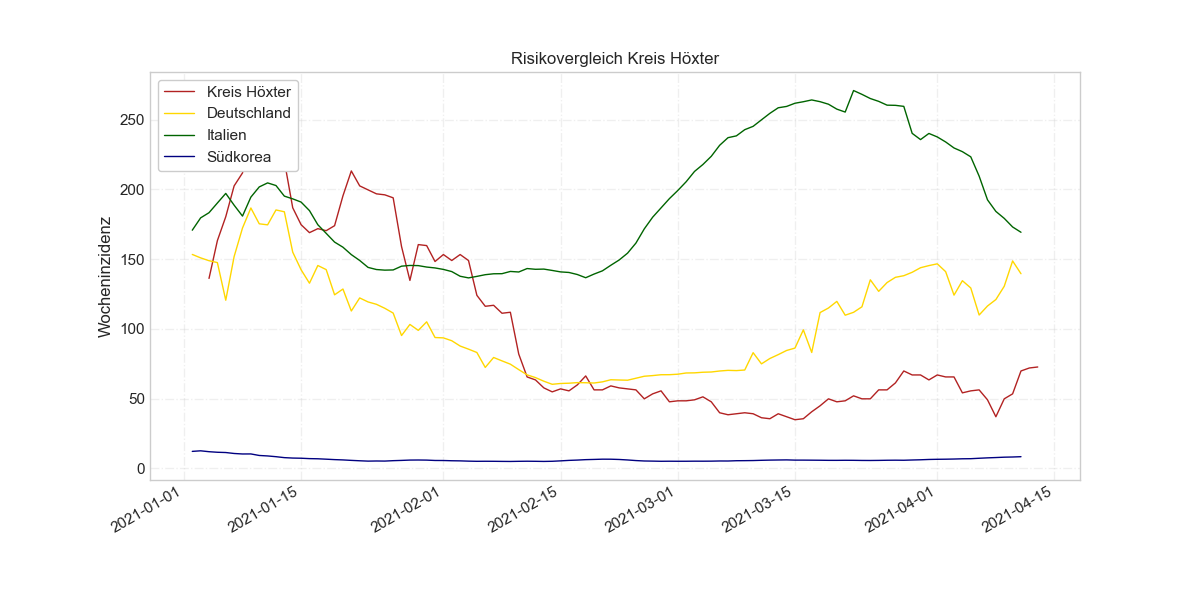 Risikovergleich Kreis Höxter
Kreis Höxter
Deutschland
Italien
Südkorea
Wocheninzidenz
250
200
150
100
50
0
2021-01-01
2021-01-15
2021-02-01
2021-02-15
2021-03-01
2021-03-15
2021-04-01
2021-04-15